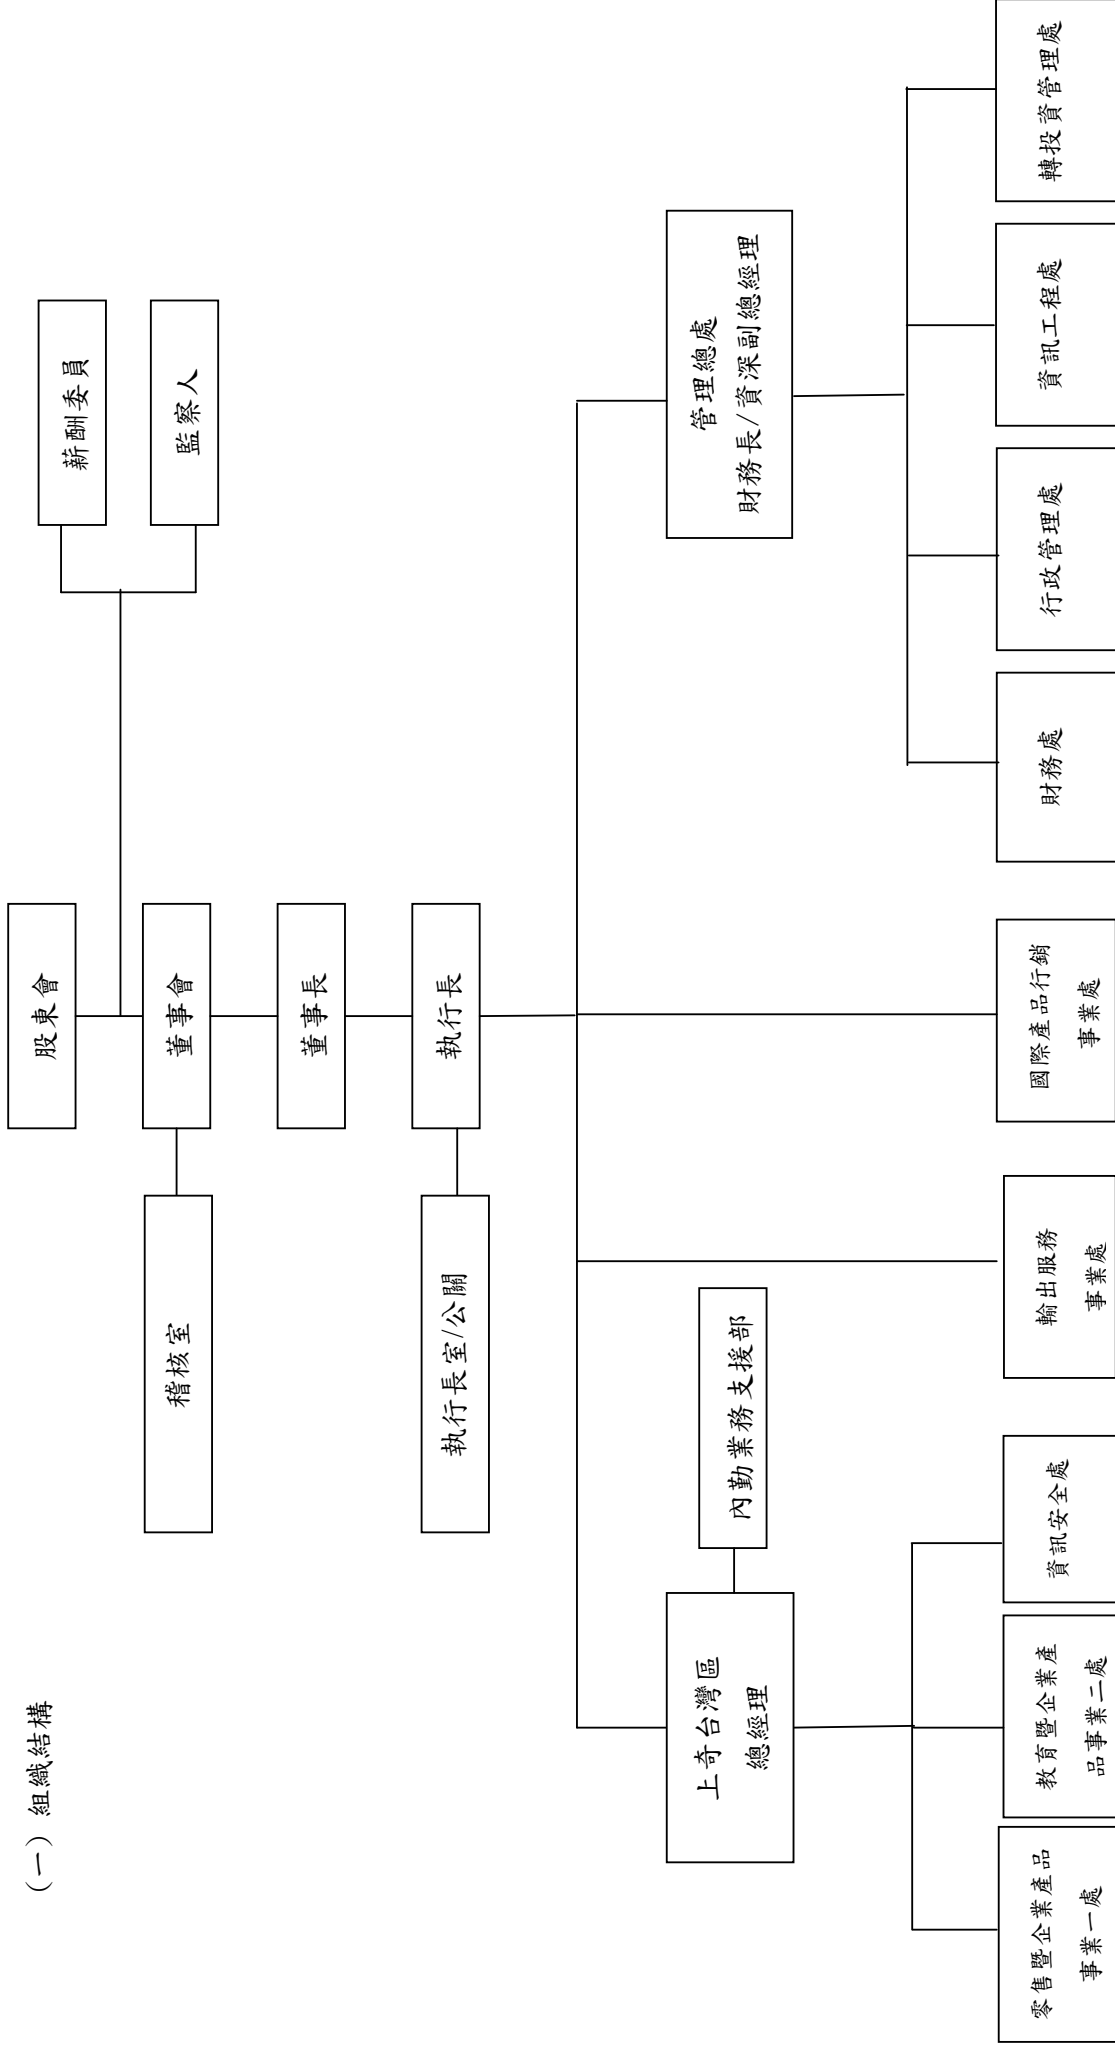 (一) 組織結構
股東會
薪酬委員
監察人
董事會
稽核室
董事長
執行長
執行長室/公關
上奇台灣區
總經理
內勤業務支援部
管理總處
財務長/資深副總經理
零售暨企業產品
事業一處
教育暨企業產
品事業二處
資訊安全處
輸出服務
事業處
國際產品行銷
事業處
財務處
行政管理處
資訊工程處
轉投資管理處